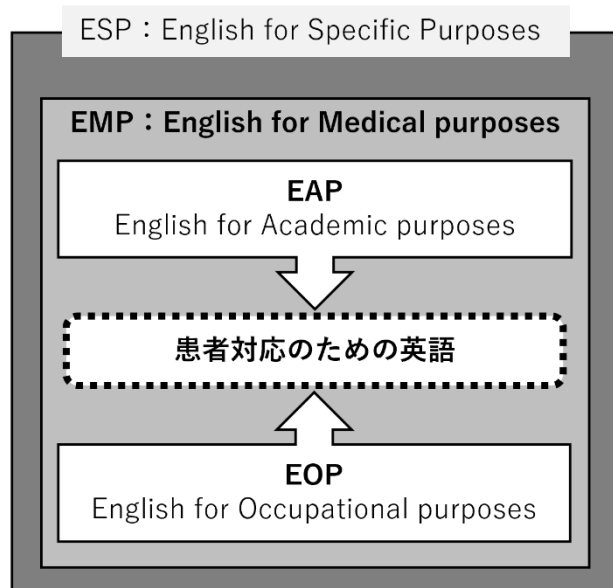 ESP：English for Specific Purposes
EMP：English for Medical purposes
EAP
English for Academic purposes
患者対応のための英語
EOP
English for Occupational purposes